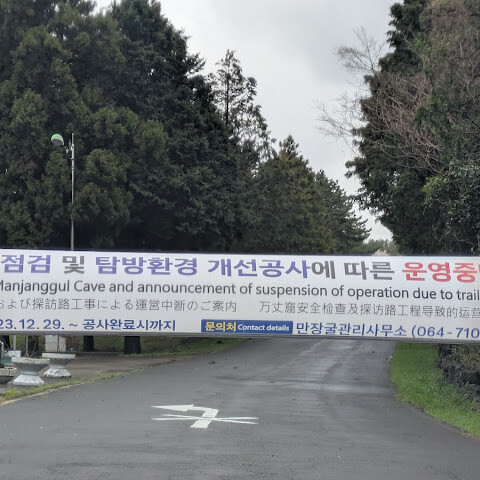 점검 및 탐방환경 개선공사에 따른 운영중
Manjanggul Cave and announcement of suspension of operation due to trail
および探訪路工事による運営中断のご案内 万丈窟安全检查及探访路工程导致的运营
23.12.29. ~ 공사완료시까지 문의처 Contact details 만장굴관리사무소 (064-710